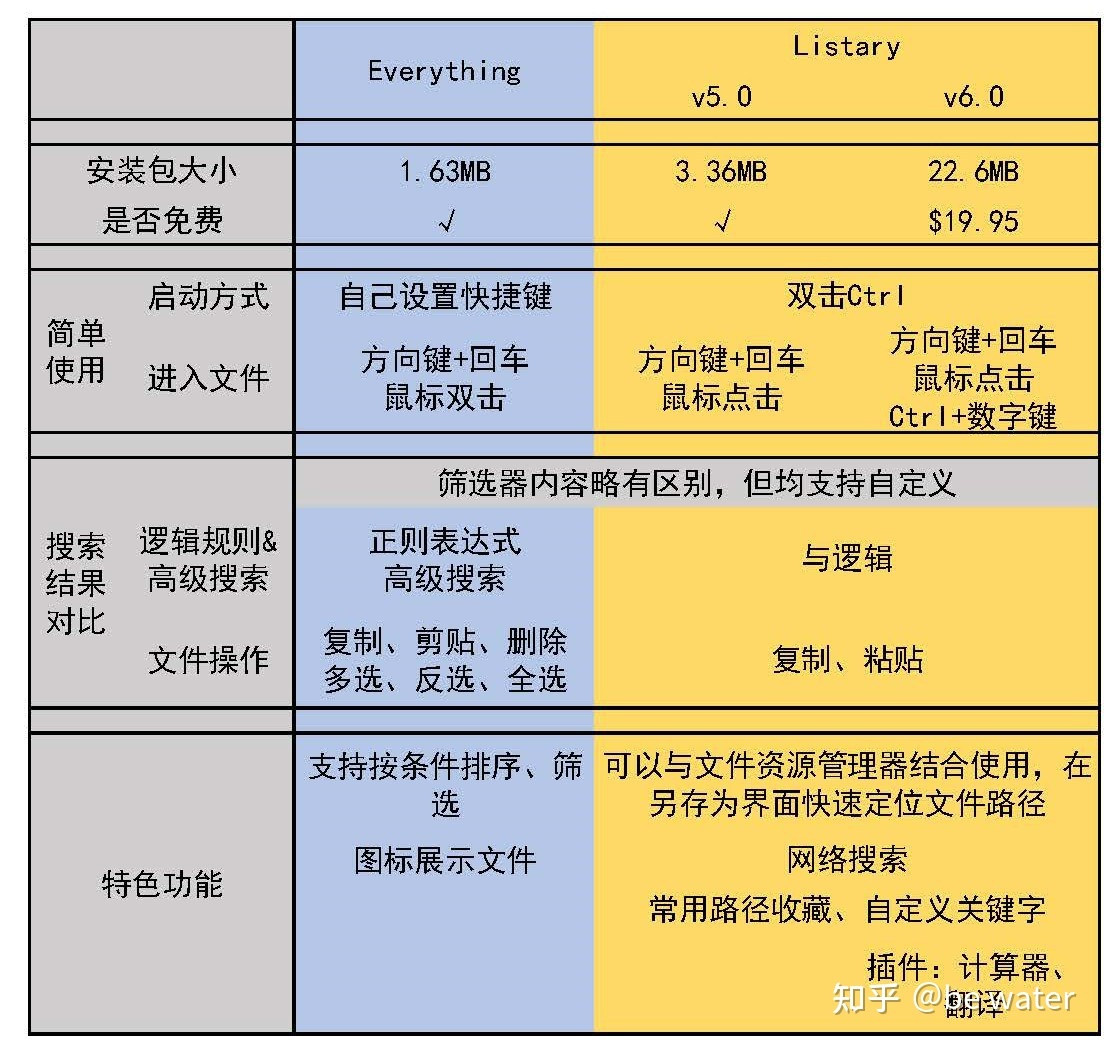 Everything
Listary
v5.0 v6.0
安装包大小 1.63MB 3.36MB 22.6MB
是否免费 √ √ $19.95
简单
使用
启动方式 自己设置快捷键 双击Ctrl
进入文件
方向键+回车
鼠标双击
方向键+回车
鼠标点击
方向键+回车
鼠标点击
Ctrl+数字键
搜索
结果
对比
筛选器内容略有区别，但均支持自定义
逻辑规则&
高级搜索
正则表达式
高级搜索
与逻辑
文件操作
复制、剪贴、删除
多选、反选、全选
复制、粘贴
特色功能
支持按条件排序、筛
选
图标展示文件
可以与文件资源管理器结合使用，在
另存为界面快速定位文件路径
网络搜索
常用路径收藏、自定义关键字
插件：计算器、
翻译
知乎 @be water